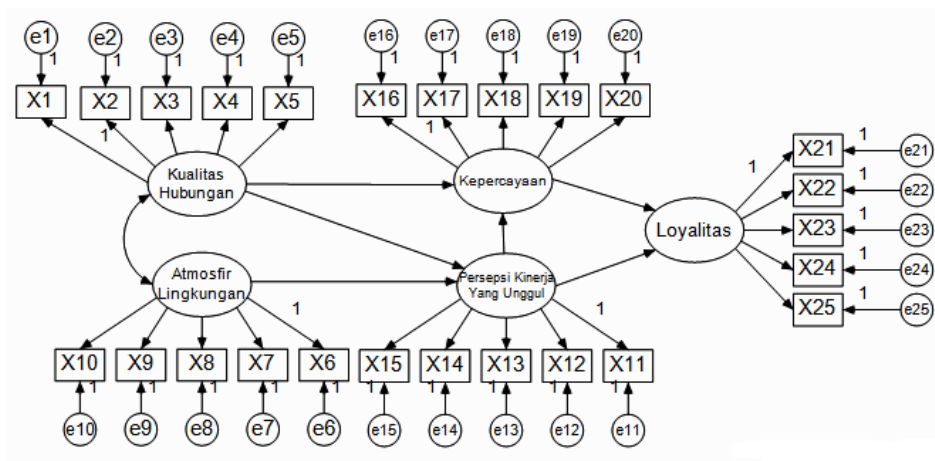 e1 e2 e3 e4 e5 e16 e17 e18 e19 e20
1 1 1 1 1 1 1 1 1 1
X1 X2 X3 X4 X5 X16 X17 X18 X19 X20
1 1
Kualitas
Hubungan
Kepercayaan
1 X21 1 e21
X22 1 e22
Loyalitas X23 1 e23
X24 1 e24
X25 1 e25
Atmosfir
Lingkungan
Persepsi Kinerja
Yang Unggul
1 1
X10 X9 X8 X7 X6 X15 X14 X13 X12 X11
1 1 1 1 1 1 1 1 1 1
e10 e9 e8 e7 e6 e15 e14 e13 e12 e11